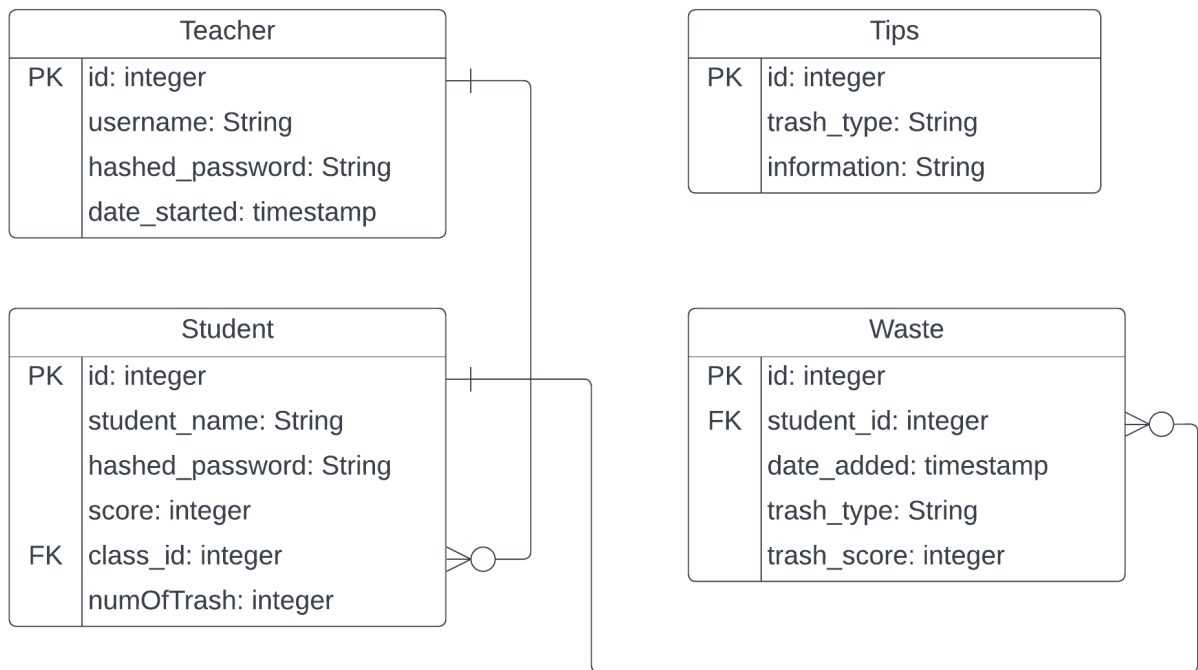 Teacher
PK id: integer
username: String
hashed_password: String
date_started: timestamp
Tips
PK id: integer
trash_type: String
information: String
Student
PK id: integer
student_name: String
hashed_password: String
score: integer
FK class_id: integer
numOfTrash: integer
Waste
PK id: integer
FK student_id: integer
date_added: timestamp
trash_type: String
trash_score: integer